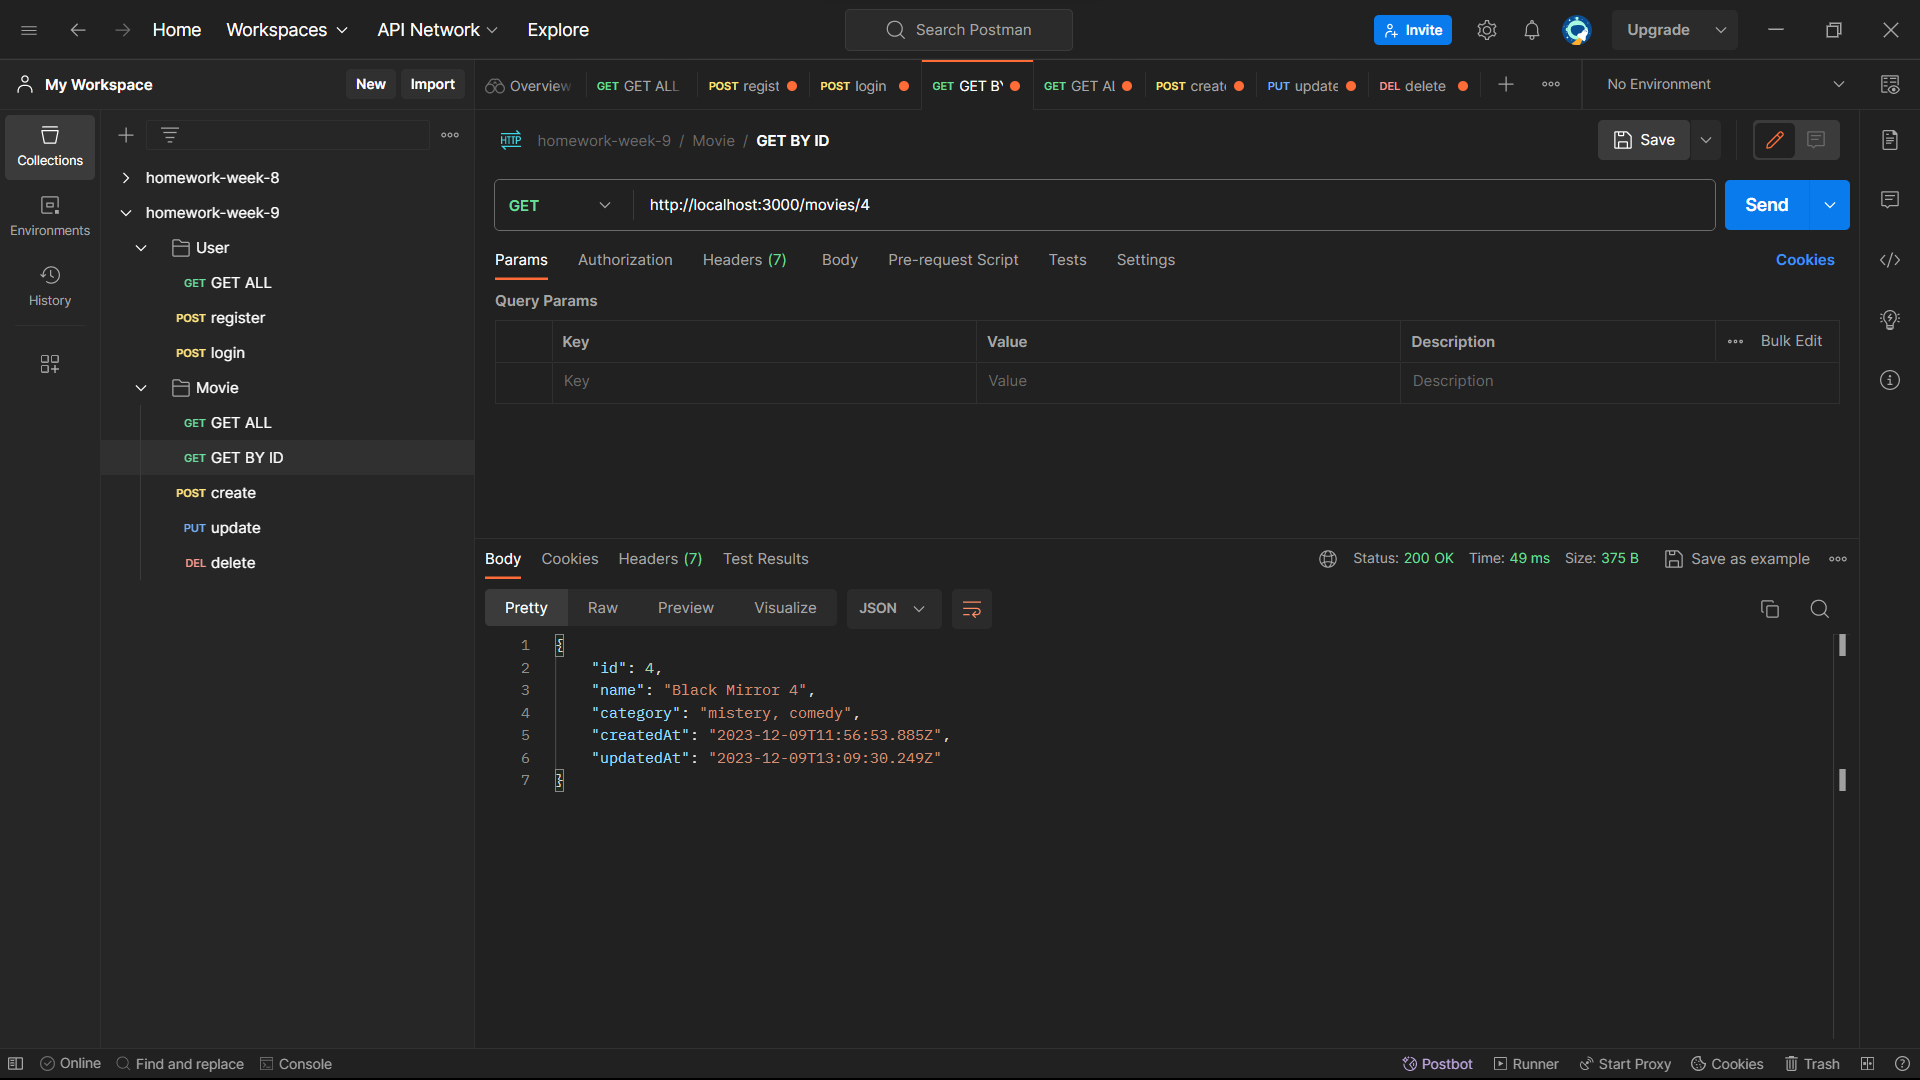 Home Workspaces API Network Explore Search Postman Invite Upgrade
My Workspace New Import Overview GET GET ALL POST regist POST login GET GET BY GET GET AL POST create PUT update DEL delete No Environment
Collections
Environments
History
homework-week-8
homework-week-9
User
GET GET ALL
POST register
POST login
Movie
GET GET ALL
GET GET BY ID
POST create
PUT update
DEL delete
HTTP homework-week-9 / Movie / GET BY ID Save
GET http://localhost:3000/movies/4 Send
Params Authorization Headers (7) Body Pre-request Script Tests Settings Cookies
Query Params
Key Value Description Bulk Edit
Key Value Description
Body Cookies Headers (7) Test Results Status: 200 OK Time: 49 ms Size: 375 B Save as example
Pretty Raw Preview Visualize JSON
1 {
2 "id": 4,
3 "name": "Black Mirror 4",
4 "category": "mistery, comedy",
5 "createdAt": "2023-12-09T11:56:53.885Z",
6 "updatedAt": "2023-12-09T13:09:30.249Z"
7 }
Online Find and replace Console Postbot Runner Start Proxy Cookies Trash